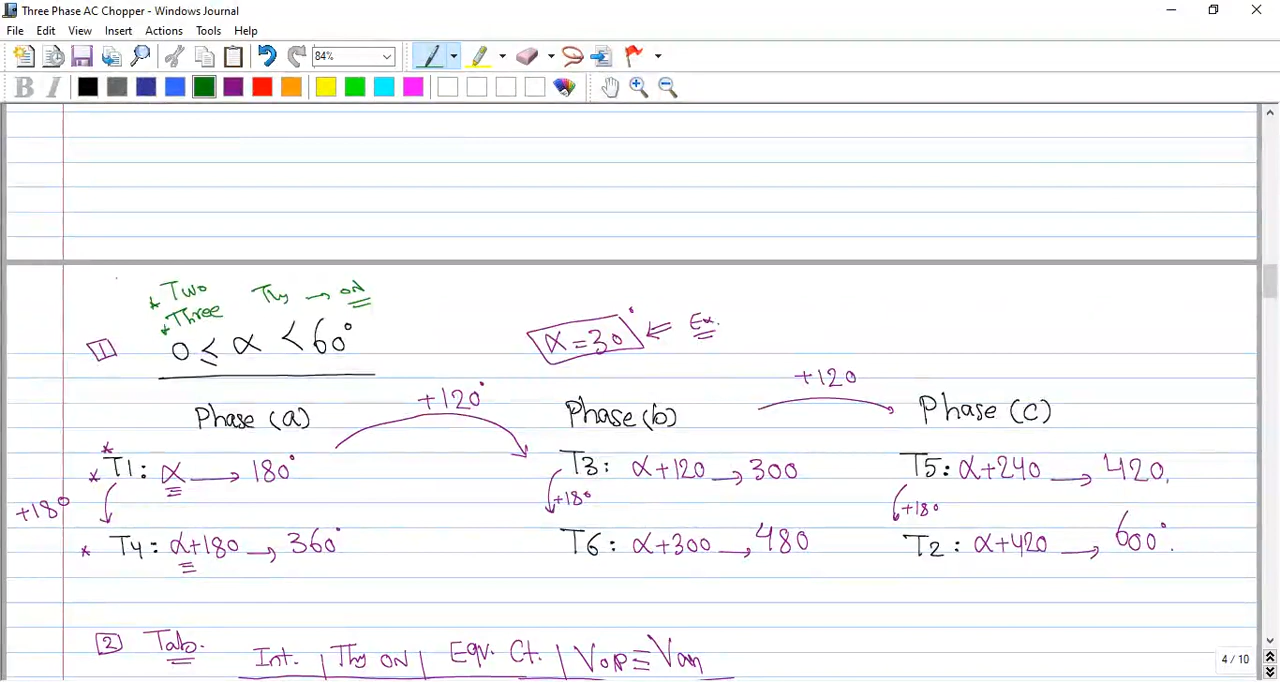 Three Phase AC Chopper - Windows Journal
File Edit View Insert Actions Tools Help
84%
B I
* Two Thy → on
* Three
1 0 ≤ α < 60° α = 30° ⇐ Ex.
Phase (a) +120° Phase (b) +120 Phase (c)
* T1: α → 180° T3: α+120 → 300 T5: α+240 → 420.
+180 +180 +180
* T4: α+180 → 360° T6: α+300 → 480 T2: α+420 → 600°.
2 Tab.
Int. | Thy ON | Eqv. Ct. | Vop ≡ Van
4 / 10